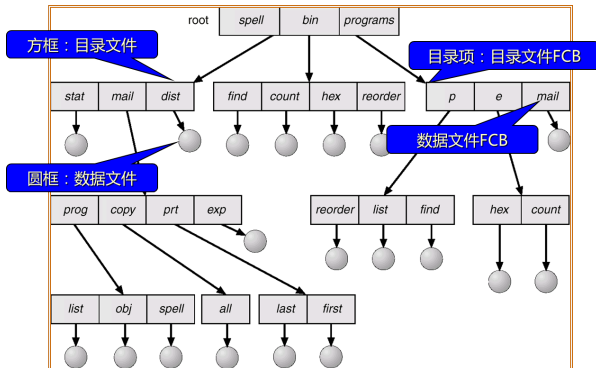 root spell bin programs
方框：目录文件
目录项：目录文件FCB
stat mail dist find count hex reorder p e mail
数据文件FCB
圆框：数据文件
prog copy prt exp reorder list find hex count
list obj spell all last first